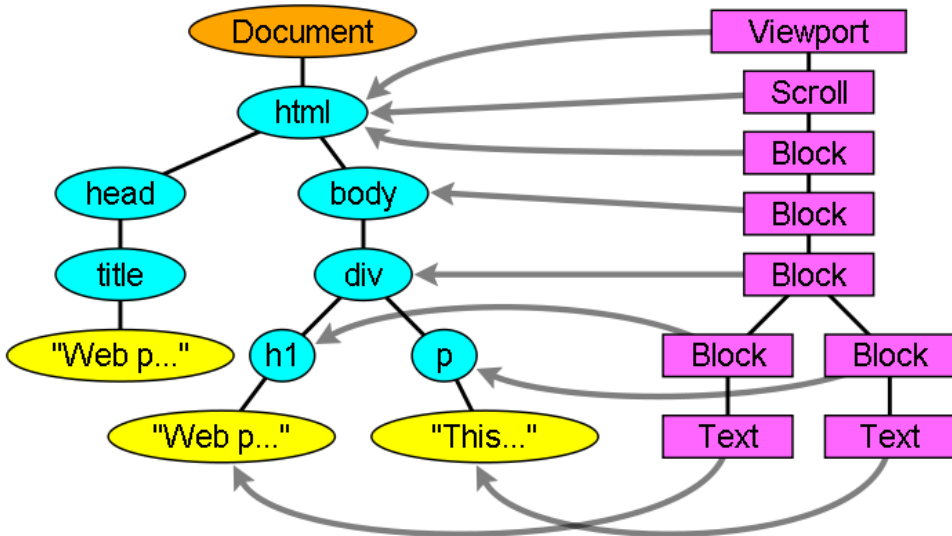 Document
Viewport
html
Scroll
Block
head
body
Block
title
div
Block
"Web p..."
h1
p
Block
Block
"Web p..."
"This..."
Text
Text